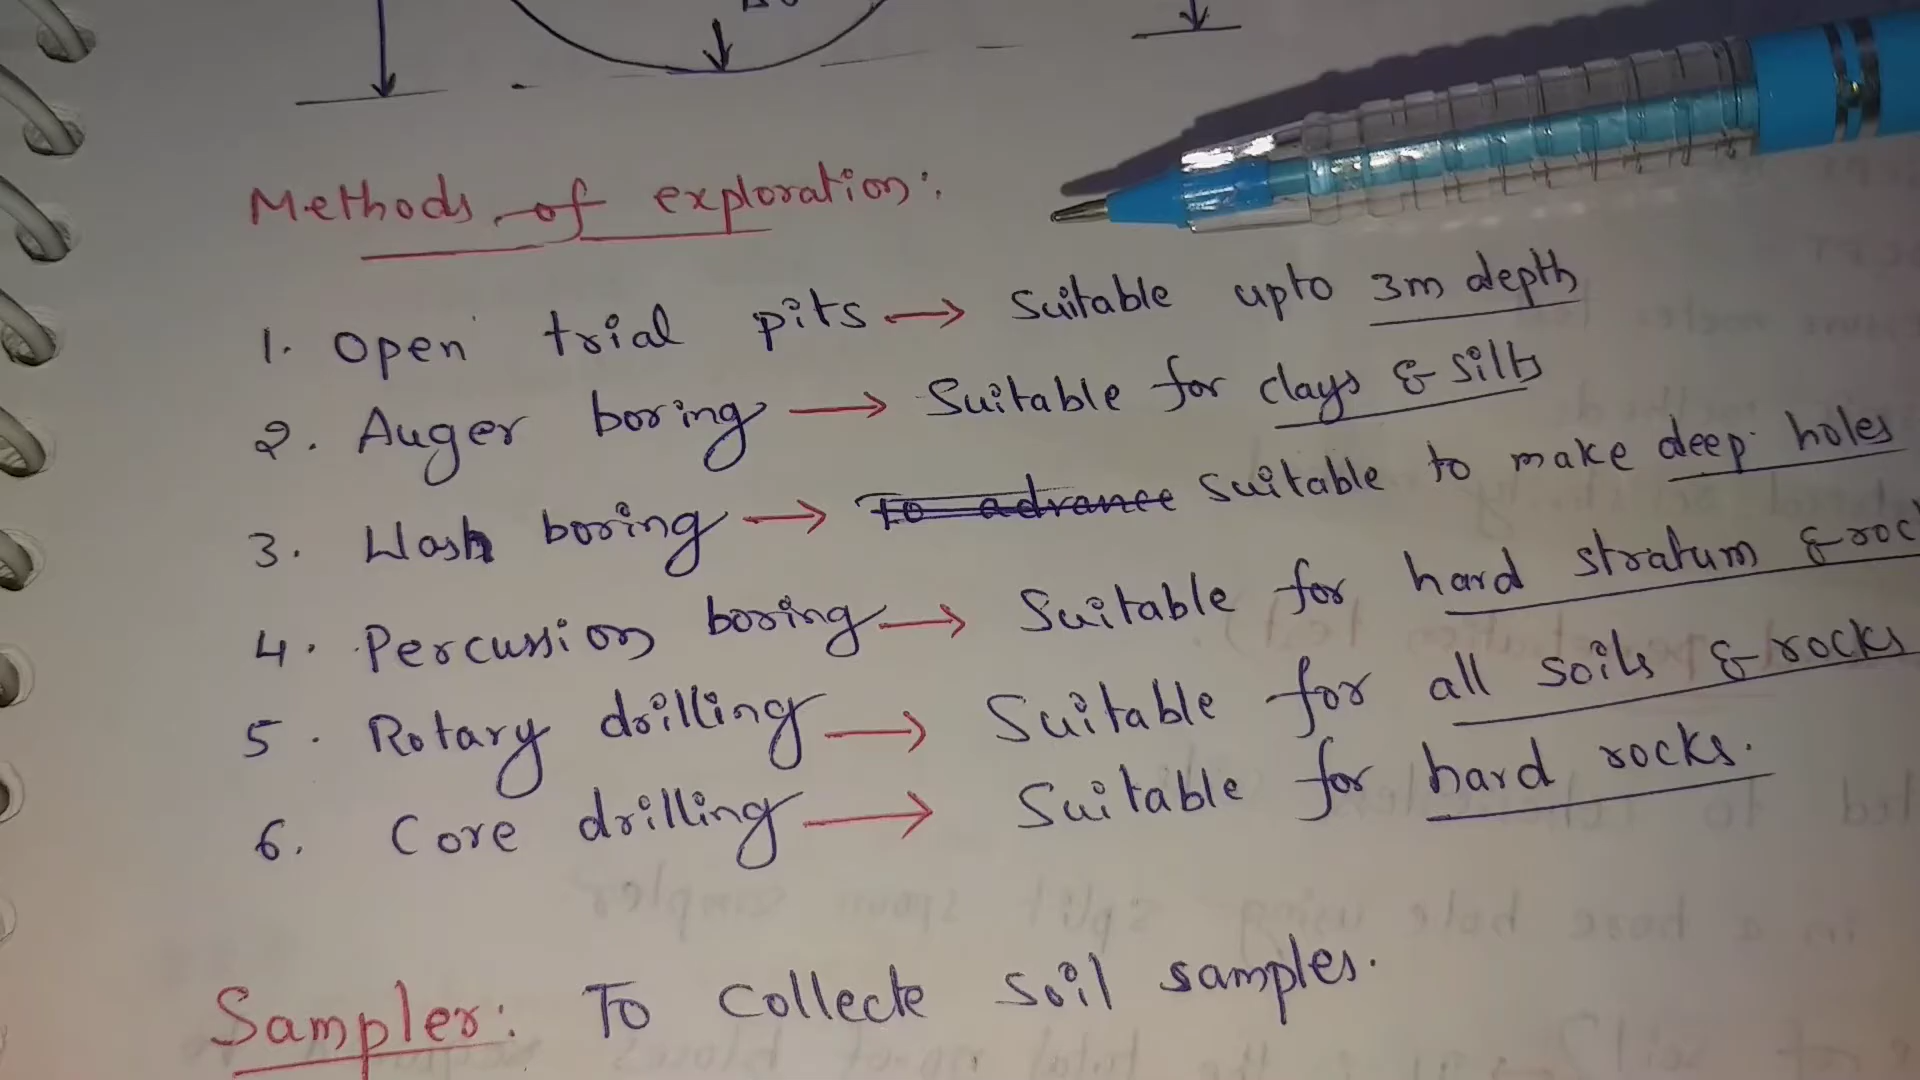 Methods of exploration:
1. Open trial pits → Suitable upto 3m depth
2. Auger boring → Suitable for clays & silts
3. Wash boring → To advance Suitable to make deep holes
4. Percussion boring → Suitable for hard stratum & roc
5. Rotary drilling → Suitable for all soils & rocks
6. Core drilling → Suitable for hard rocks.
Sampler: To collect soil samples.